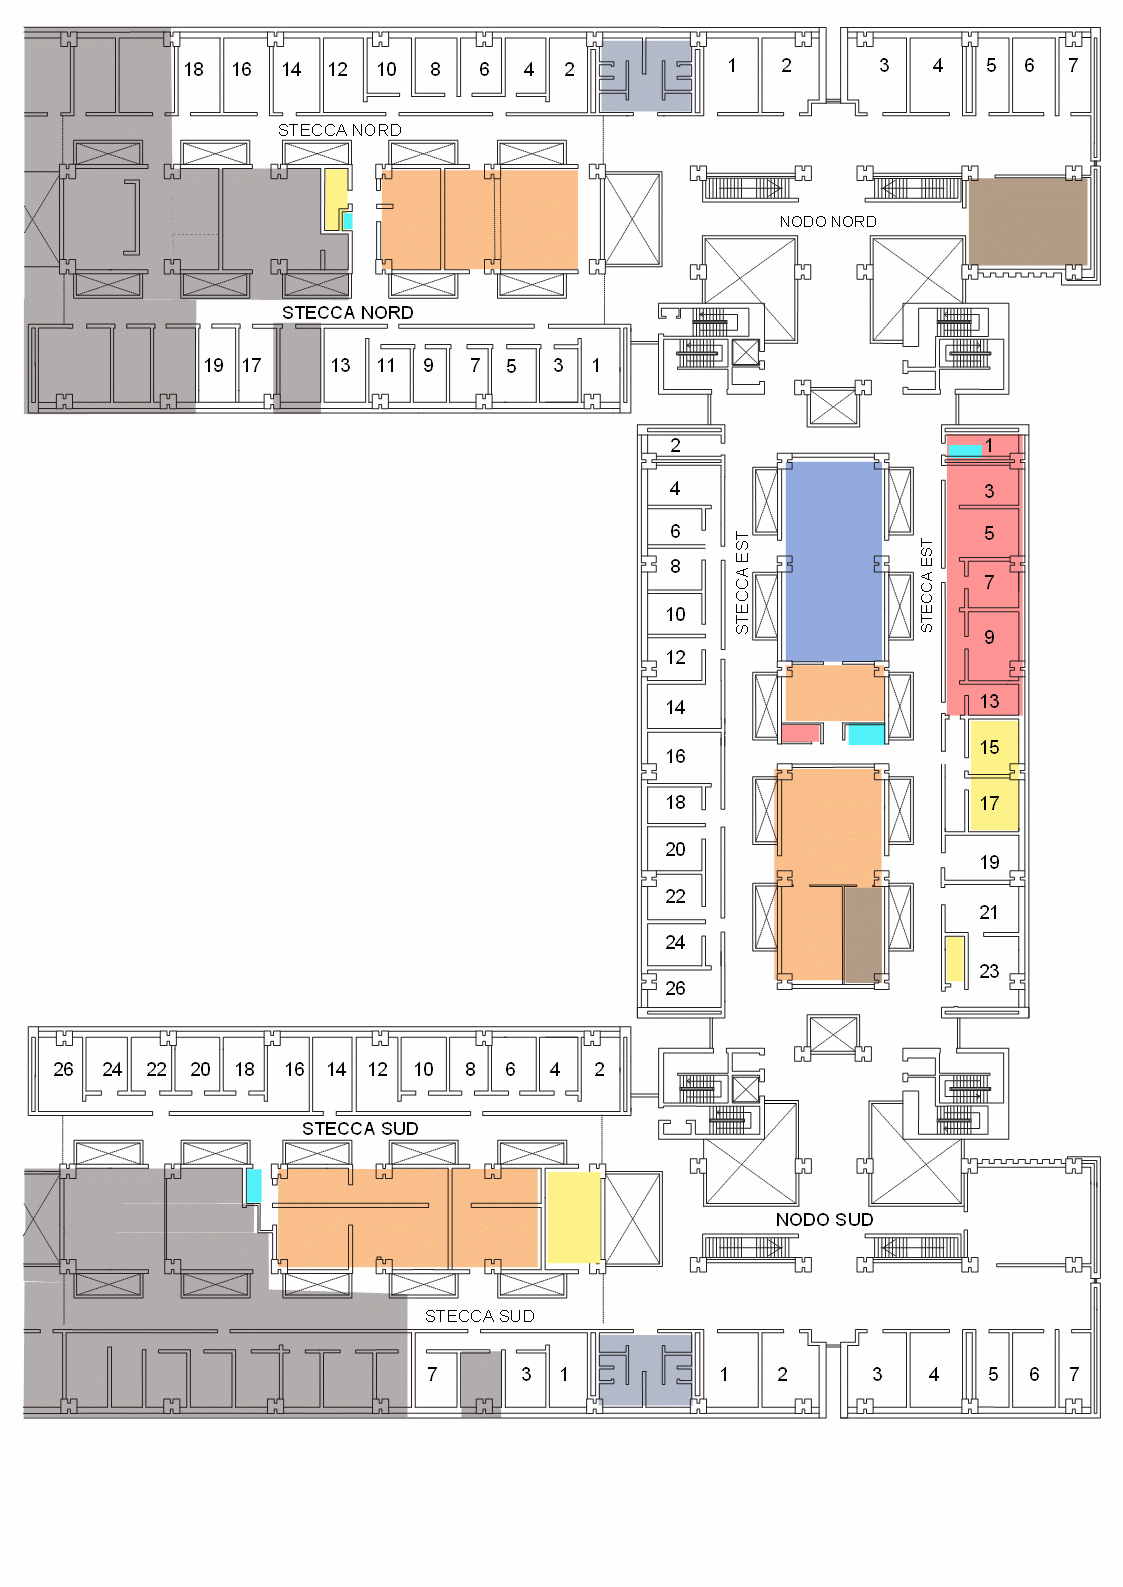 18 16 14 12 10 8 6 4 2 1 2 3 4 5 6 7
STECCA NORD
NODO NORD
STECCA NORD
19 17 13 11 9 7 5 3 1
2 1
4 3
6 5
STECCA EST STECCA EST
8 7
10 9
12
14 13
16 15
18 17
20 19
22 21
24 23
26
26 24 22 20 18 16 14 12 10 8 6 4 2
STECCA SUD
NODO SUD
STECCA SUD
7 3 1 1 2 3 4 5 6 7